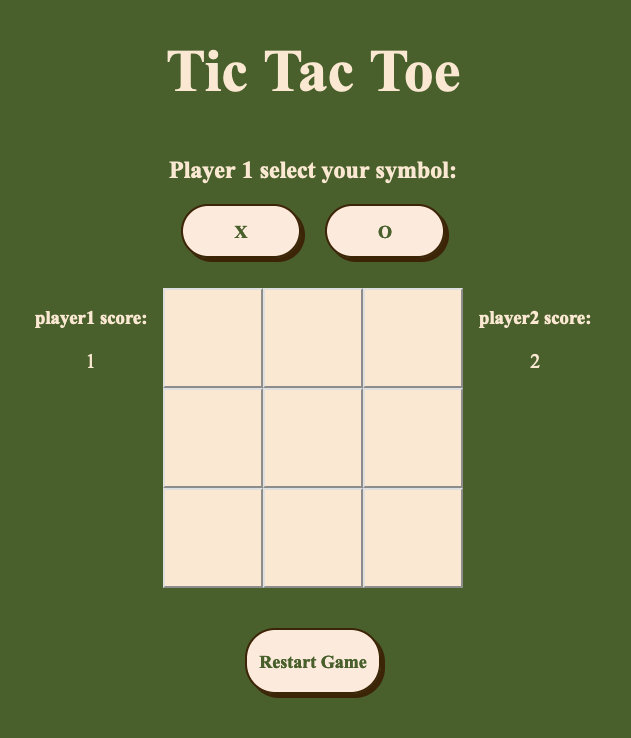 Tic Tac Toe
Player 1 select your symbol:
X O
player1 score:
1
player2 score:
2
Restart Game